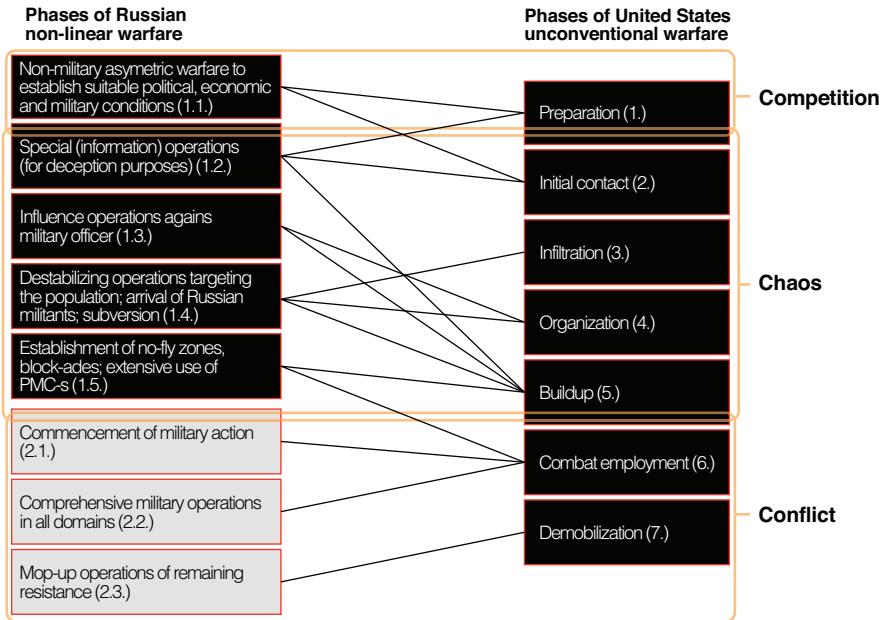 Phases of Russian
non-linear warfare
Non-military asymetric warfare to
establish suitable political, economic
and military conditions (1.1.)
Special (information) operations
(for deception purposes) (1.2.)
Influence operations agains
military officer (1.3.)
Destabilizing operations targeting
the population; arrival of Russian
militants; subversion (1.4.)
Establishment of no-fly zones,
block-ades; extensive use of
PMC-s (1.5.)
Commencement of military action
(2.1.)
Comprehensive military operations
in all domains (2.2.)
Mop-up operations of remaining
resistance (2.3.)
Phases of United States
unconventional warfare
Preparation (1.)
Initial contact (2.)
Infiltration (3.)
Organization (4.)
Buildup (5.)
Combat employment (6.)
Demobilization (7.)
Competition
Chaos
Conflict